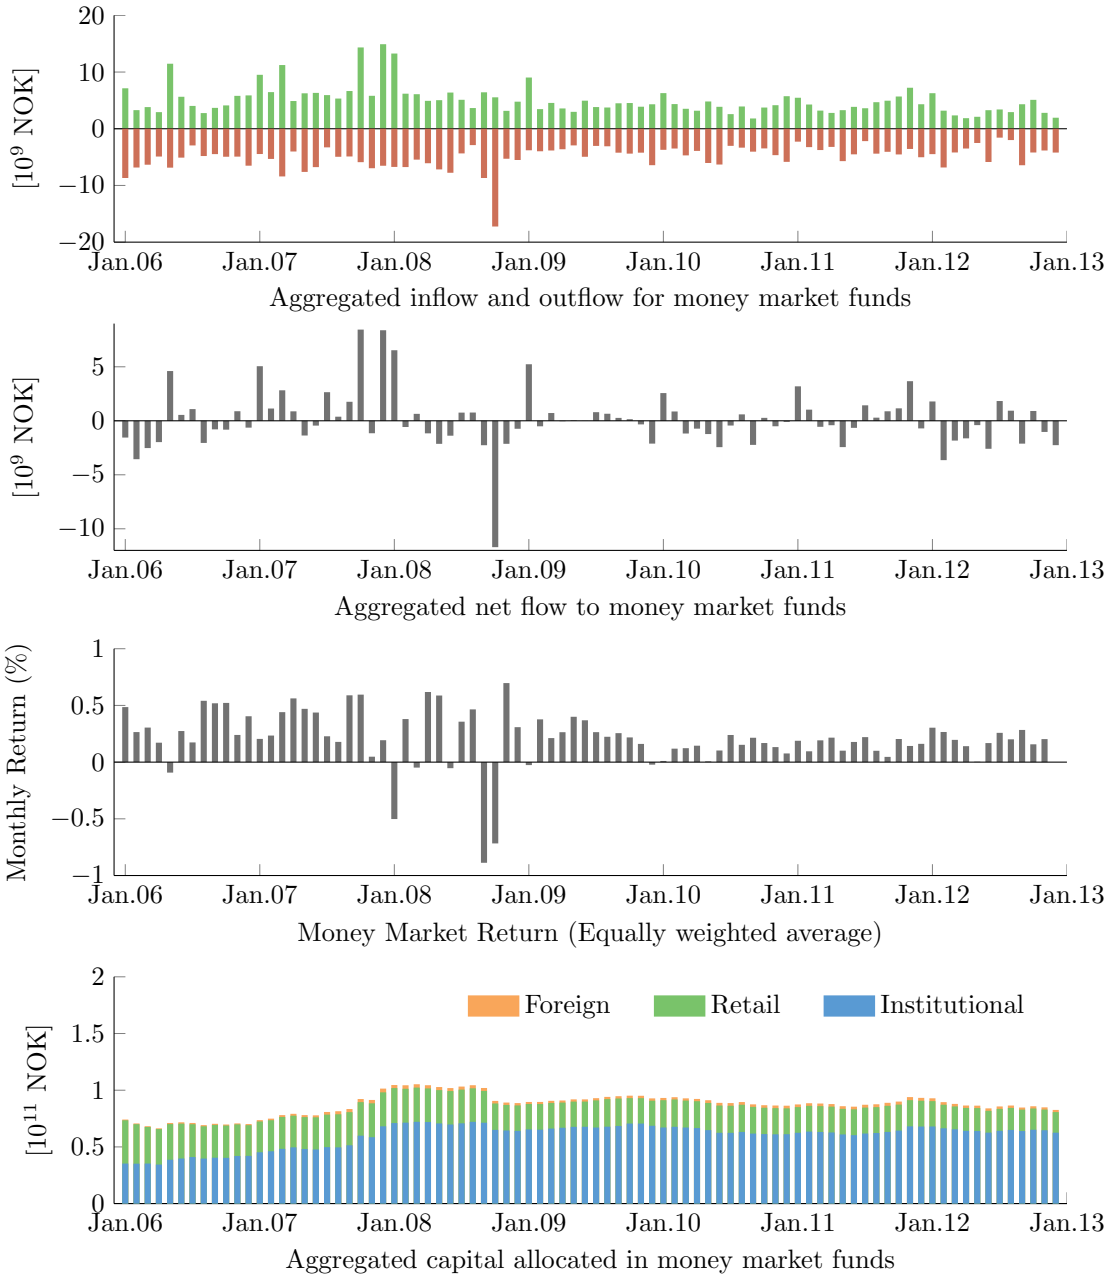 20
10
0
−10
−20
[10⁹ NOK]
Jan.06 Jan.07 Jan.08 Jan.09 Jan.10 Jan.11 Jan.12 Jan.13
Aggregated inflow and outflow for money market funds
5
0
−5
−10
[10⁹ NOK]
Jan.06 Jan.07 Jan.08 Jan.09 Jan.10 Jan.11 Jan.12 Jan.13
Aggregated net flow to money market funds
1
0.5
0
−0.5
−1
Monthly Return (%)
Jan.06 Jan.07 Jan.08 Jan.09 Jan.10 Jan.11 Jan.12 Jan.13
Money Market Return (Equally weighted average)
2
1.5
1
0.5
0
[10¹¹ NOK]
Foreign Retail Institutional
Jan.06 Jan.07 Jan.08 Jan.09 Jan.10 Jan.11 Jan.12 Jan.13
Aggregated capital allocated in money market funds